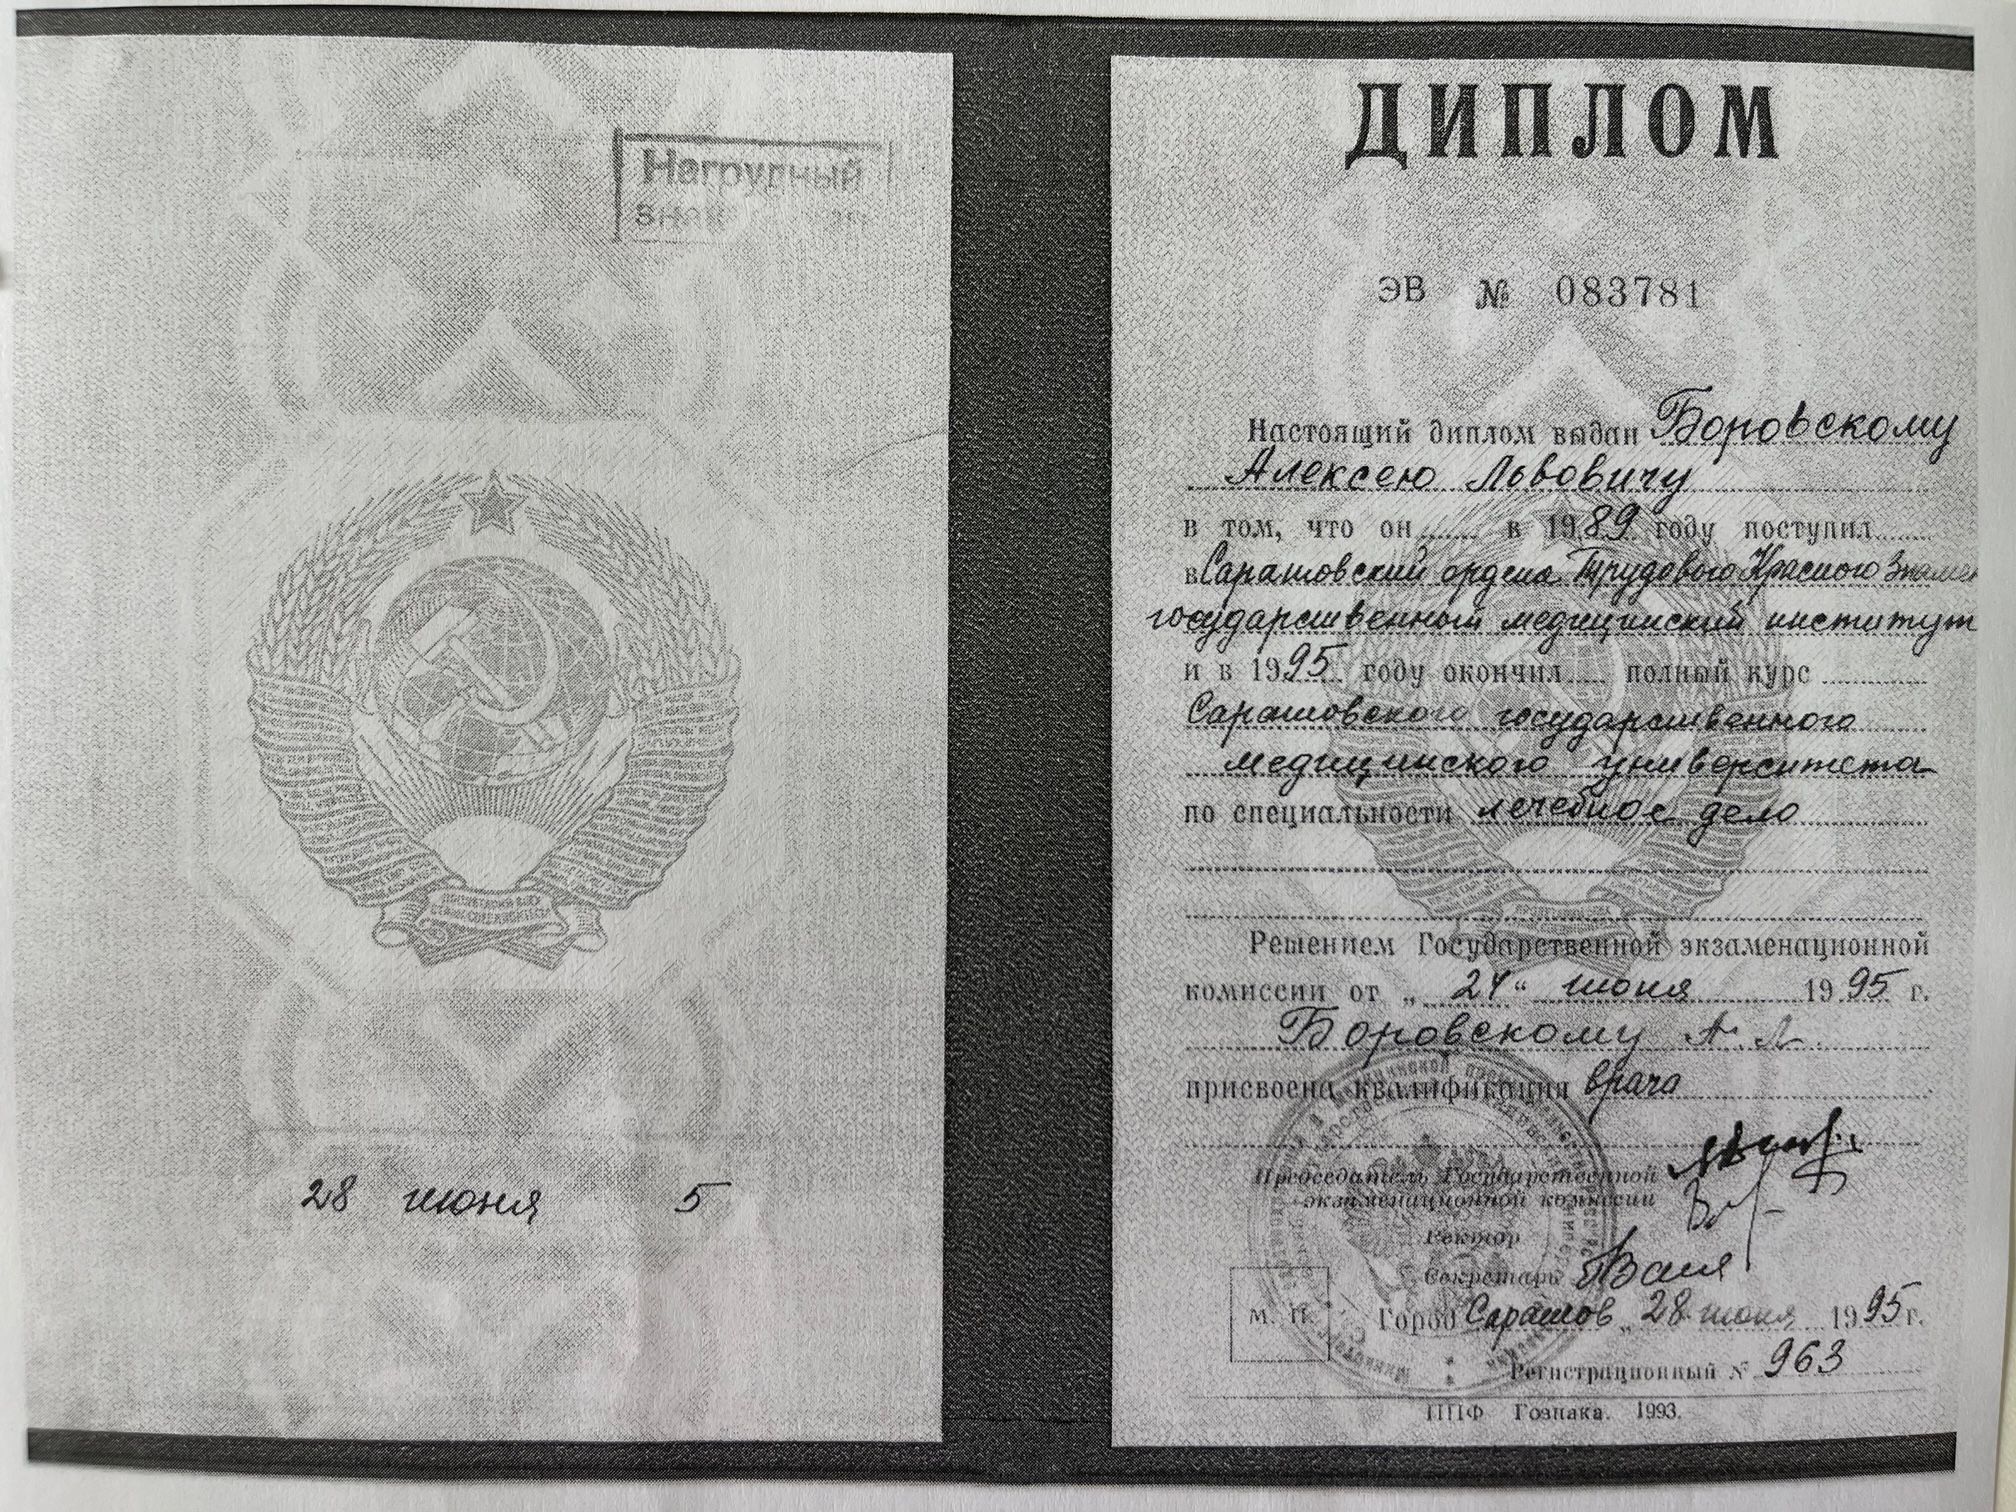 Нагрудный
знак
28 июня 5
ДИПЛОМ
ЭВ № 083781
Настоящий диплом выдан Боровскому
Алексею Львовичу
в том, что он в 1989 году поступил
в Саратовский ордена Трудового Красного Знамен
государственный медицинский институт
и в 1995 году окончил полный курс
Саратовского государственного
медицинского университета
по специальности лечебное дело
Решением Государственной экзаменационной
комиссии от „24“ июня 1995 г.
Боровскому А. Л.
присвоена квалификация врача
Председатель Государственной
экзаменационной комиссии
Ректор
Секретарь
М. П.
Город Саратов „28 июня 1995 г.
Регистрационный № 963
ППФ Гознака. 1993.